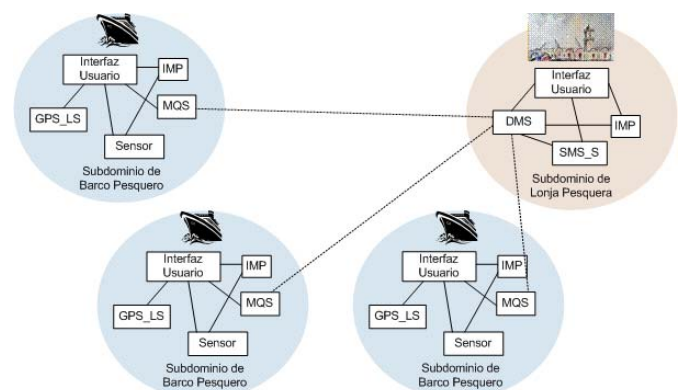 Interfaz
Usuario
IMP
MQS
GPS_LS
Sensor
Subdominio de
Barco Pesquero
Interfaz
Usuario
DMS
IMP
SMS_S
Subdominio de
Lonja Pesquera
Interfaz
Usuario
IMP
MQS
GPS_LS
Sensor
Subdominio de
Barco Pesquero
Interfaz
Usuario
IMP
MQS
GPS_LS
Sensor
Subdominio de
Barco Pesquero